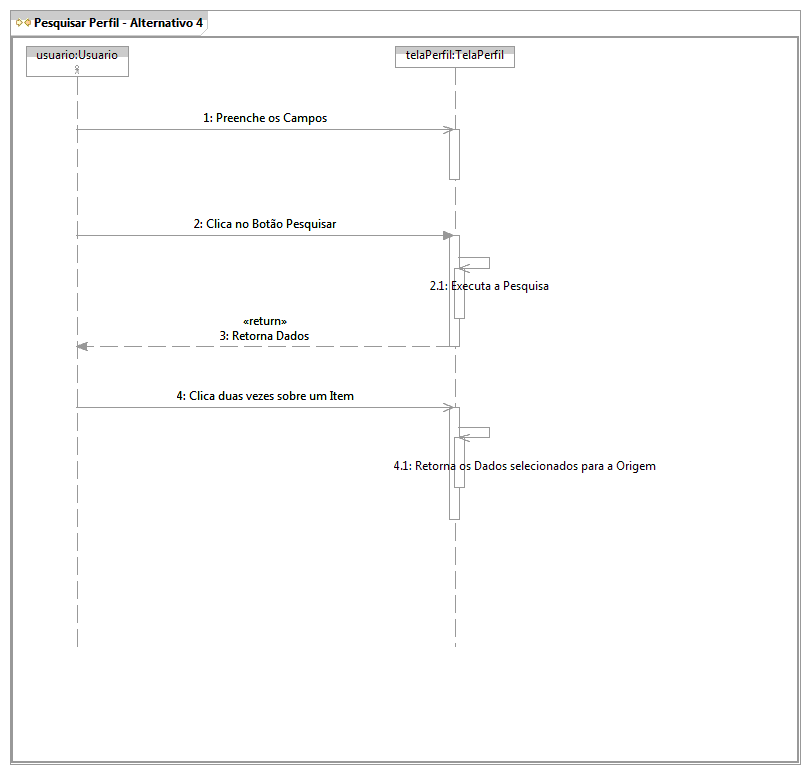 Pesquisar Perfil - Alternativo 4
usuario:Usuario
telaPerfil:TelaPerfil
1: Preenche os Campos
2: Clica no Botão Pesquisar
2.1: Executa a Pesquisa
«return»
3: Retorna Dados
4: Clica duas vezes sobre um Item
4.1: Retorna os Dados selecionados para a Origem